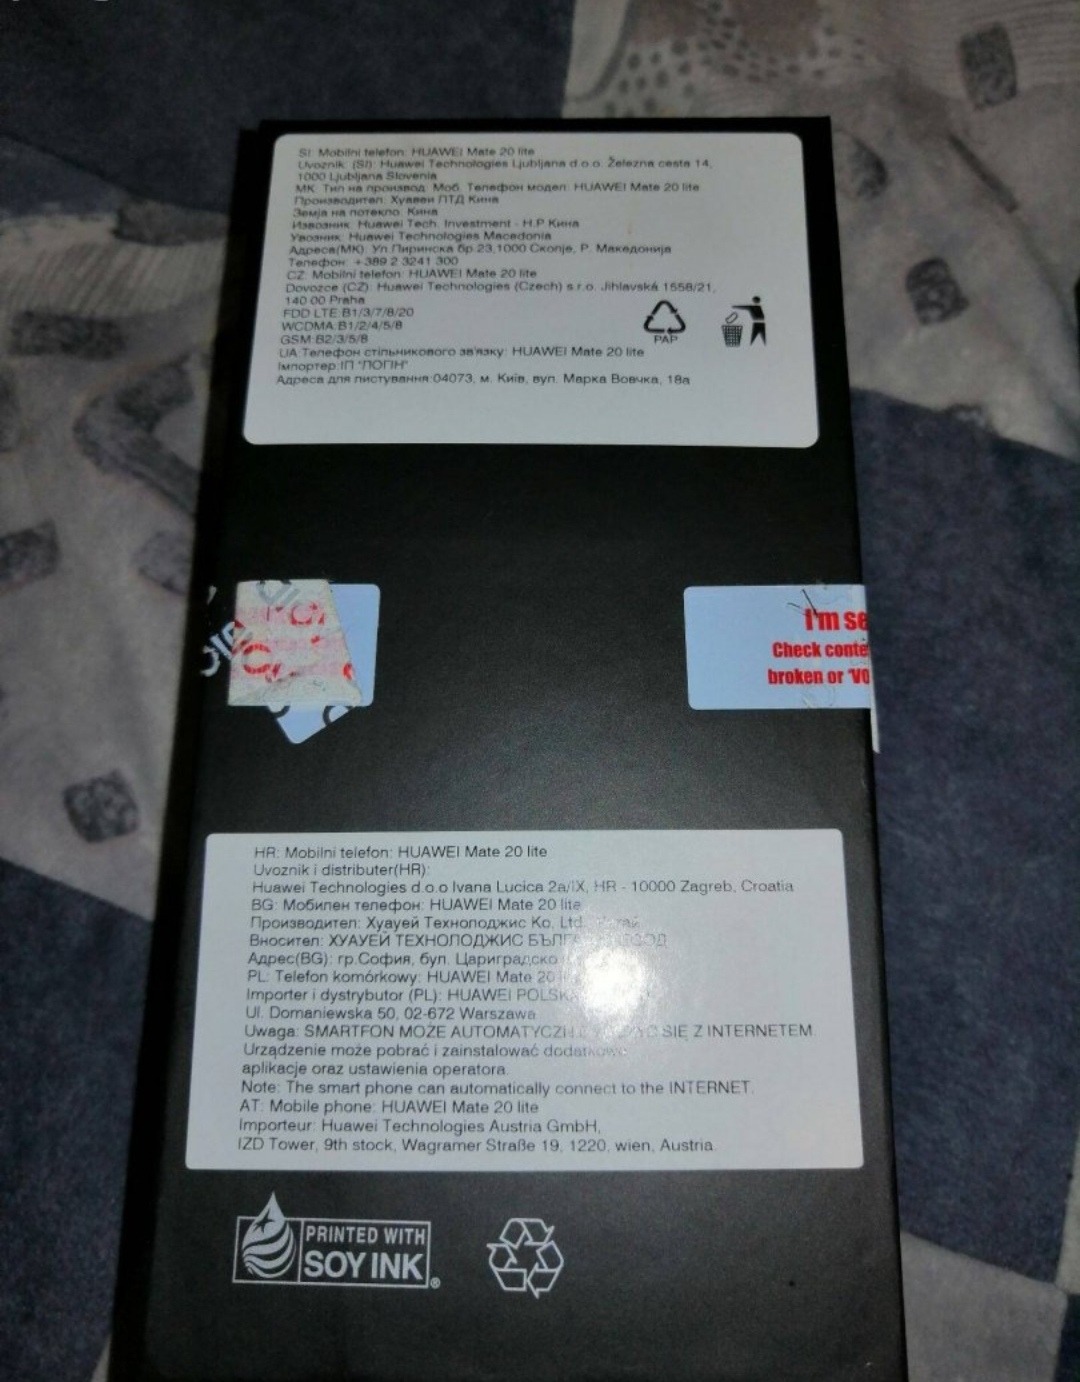 SI: Mobilni telefon: HUAWEI Mate 20 lite
Uvoznik: (SI): Huawei Technologies Ljubljana d.o.o. Železna cesta 14,
1000 Ljubljana Slovenia
МК: Тип на производ: Моб. Телефон модел: HUAWEI Mate 20 lite
Производител: Хуавеи ЛТД Кина
Земја на потекло: Кина
Извозник: Huawei Tech. Investment - Н.Р Кина
Увозник: Huawei Technologies Macedonia
Адреса(МК): Ул Пиринска бр 23,1000 Скопје, Р. Македонија
Телефон: +389 2 3241 300
CZ: Mobilní telefon: HUAWEI Mate 20 lite
Dovozce (CZ): Huawei Technologies (Czech) s.r.o. Jihlavská 1558/21,
140 00 Praha
FDD LTE:B1/3/7/8/20
WCDMA:B1/2/4/5/8
GSM:B2/3/5/8
PAP
UA:Телефон стільникового зв'язку: HUAWEI Mate 20 lite
Імпортер:ІП "ЛОГІН"
Адреса для листування:04073, м. Київ, вул. Марка Вовчка, 18а
I'm se
Check conte
broken or 'VO
HR: Mobilni telefon: HUAWEI Mate 20 lite
Uvoznik i distributer(HR):
Huawei Technologies d.o.o Ivana Lucica 2a/IX, HR - 10000 Zagreb, Croatia
BG: Мобилен телефон: HUAWEI Mate 20 lite
Производител: Хуауей Технолоджис Ко. Ltd.
Вносител: ХУАУЕЙ ТЕХНОЛОДЖИС
Адрес(BG): гр.София, бул. Цариградско
PL: Telefon komórkowy: HUAWEI Mate 20
Importer i dystrybutor (PL): HUAWEI POLSKA
Ul. Domaniewska 50, 02-672 Warszawa
Uwaga: SMARTFON MOŻE AUTOMATYCZNIE SIĘ Z INTERNETEM
Urządzenie może pobrać i zainstalować dodatkowe
aplikacje oraz ustawienia operatora.
Note: The smart phone can automatically connect to the INTERNET.
AT: Mobile phone: HUAWEI Mate 20 lite
Importeur: Huawei Technologies Austria GmbH,
IZD Tower, 9th stock, Wagramer Straße 19, 1220, wien, Austria.
PRINTED WITH
SOY INK®